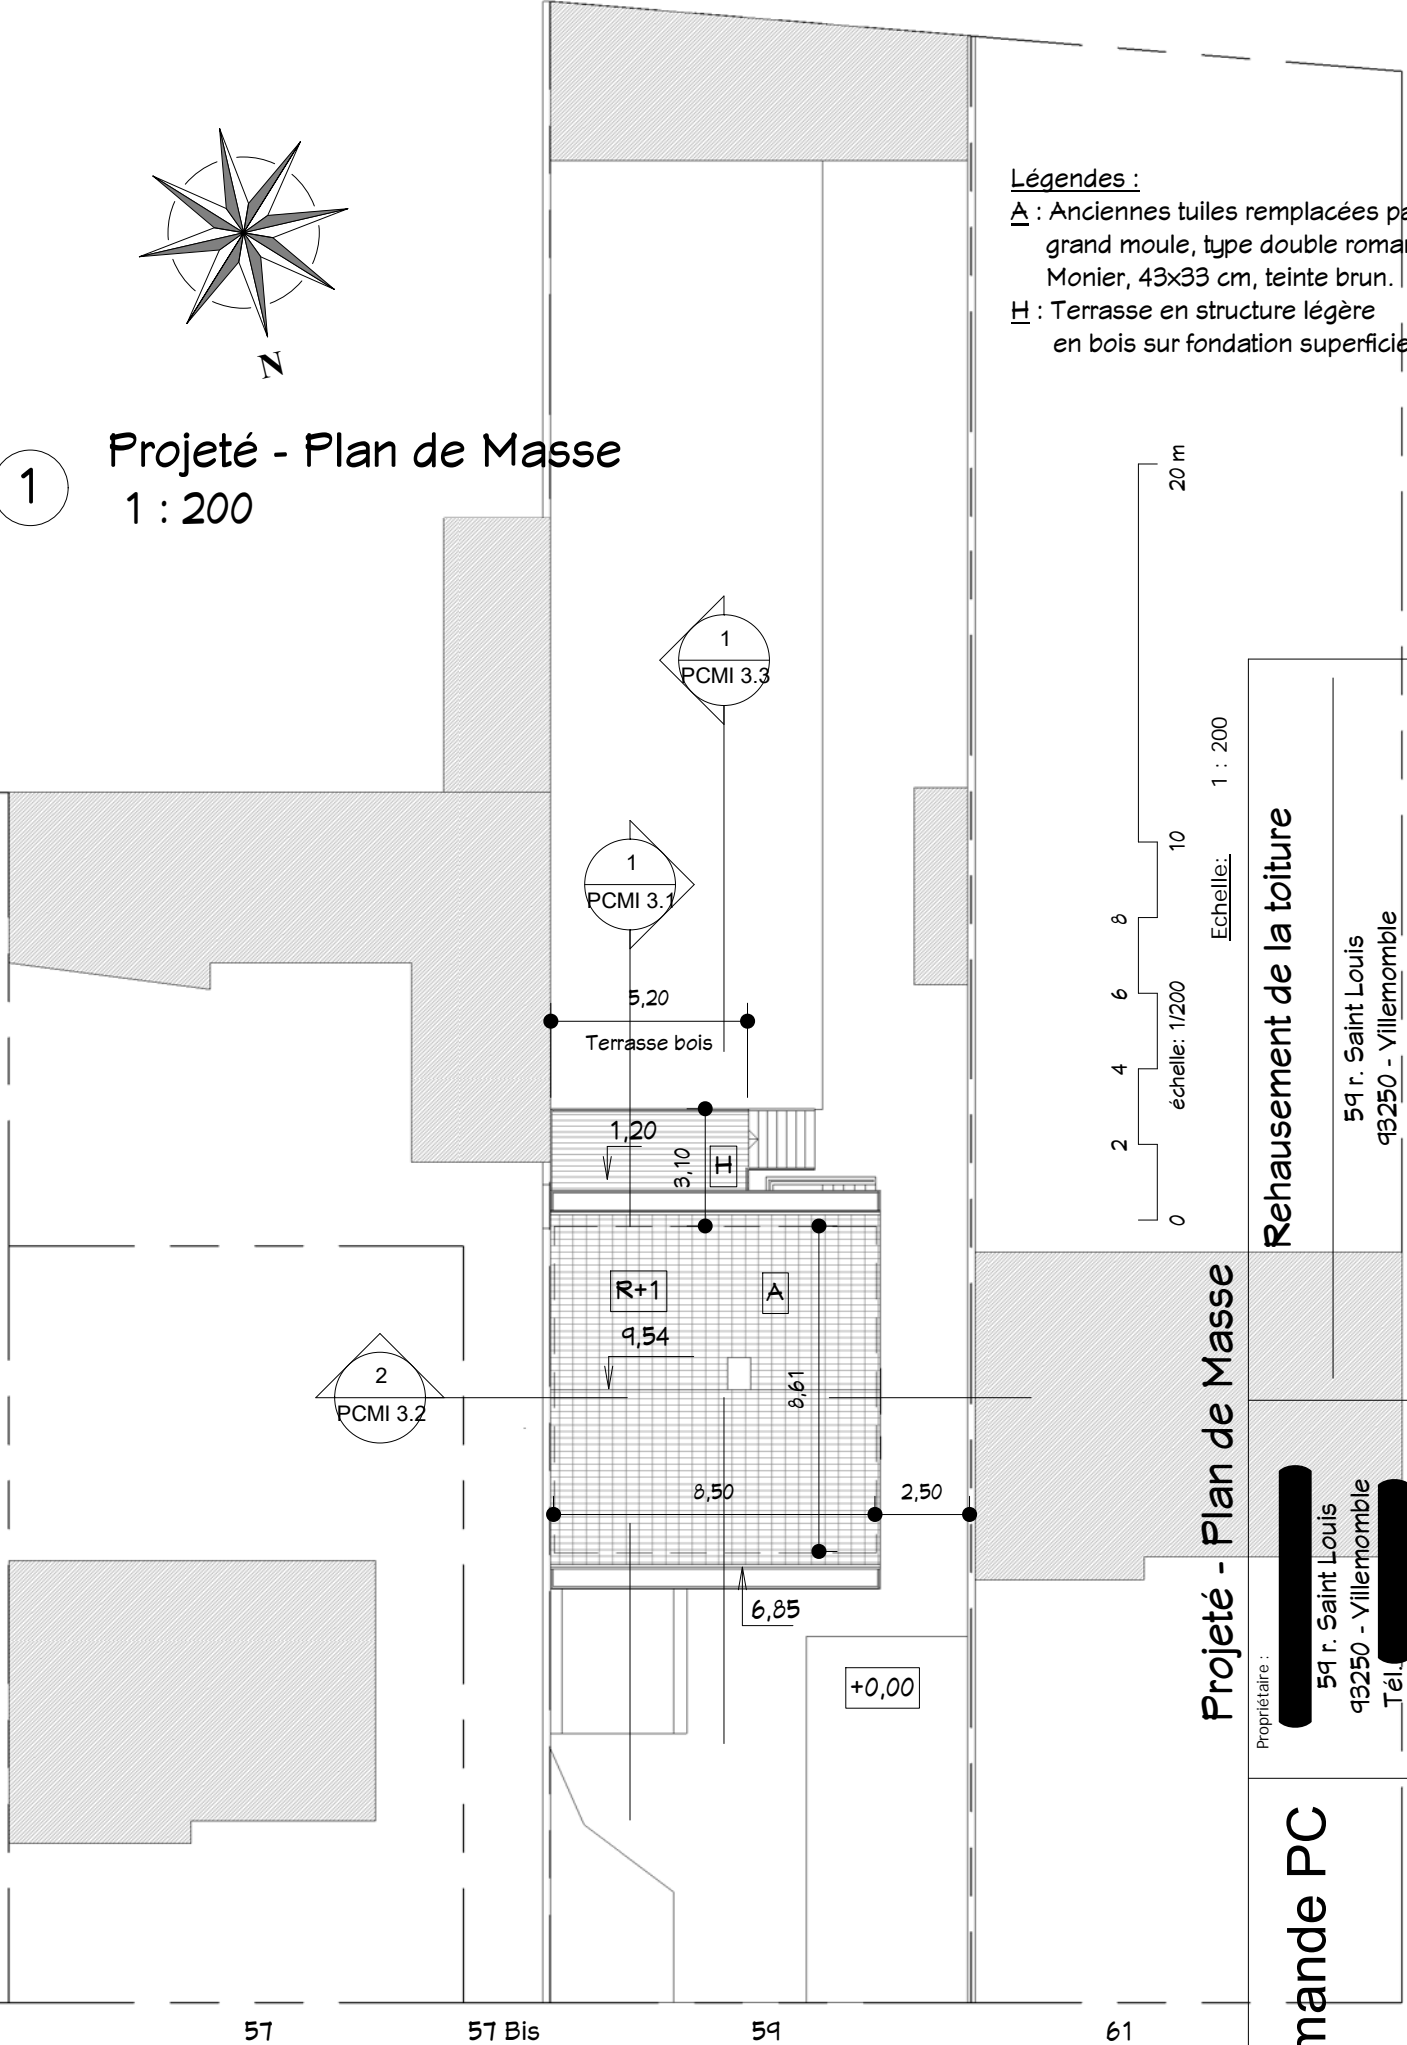 N
1
Projeté - Plan de Masse
1 : 200
Légendes :
A : Anciennes tuiles remplacées
grand moule, type double
Monier, 43x33 cm, teinte brun.
H : Terrasse en structure légère
en bois sur fondation
1
PCMI 3.3
1
PCMI 3.1
5,20
Terrasse bois
1,20
3,10
H
R+1
A
9,54
8,61
2
PCMI 3.2
8,50
2,50
6,85
+0,00
20 m
10
8
6
4
2
0
échelle: 1/200
Echelle:
1 : 200
Projeté - Plan de Masse
Rehausement de la toiture
59 r. Saint Louis
93250 - Villemomble
Propriétaire :
59 r. Saint Louis
93250 - Villemomble
Tél.
mande PC
57
57 Bis
59
61